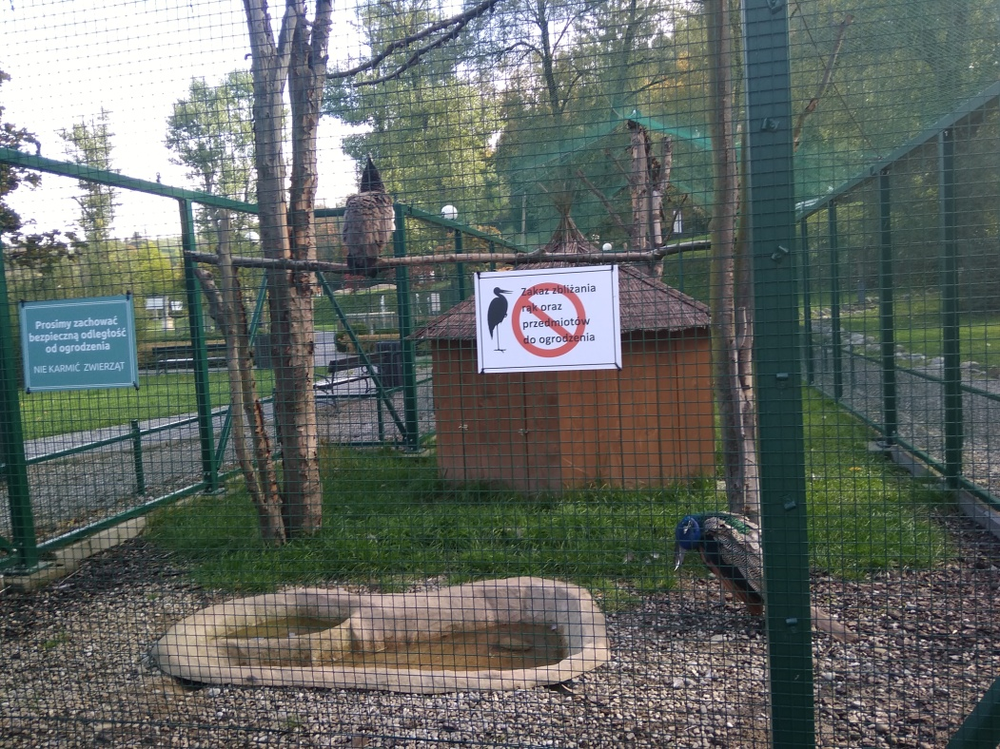 Prosimy zachować
bezpieczną odległość
od ogrodzenia
NIE KARMIĆ ZWIERZĄT
Zakaz zbliżania
rąk oraz
przedmiotów
do ogrodzenia